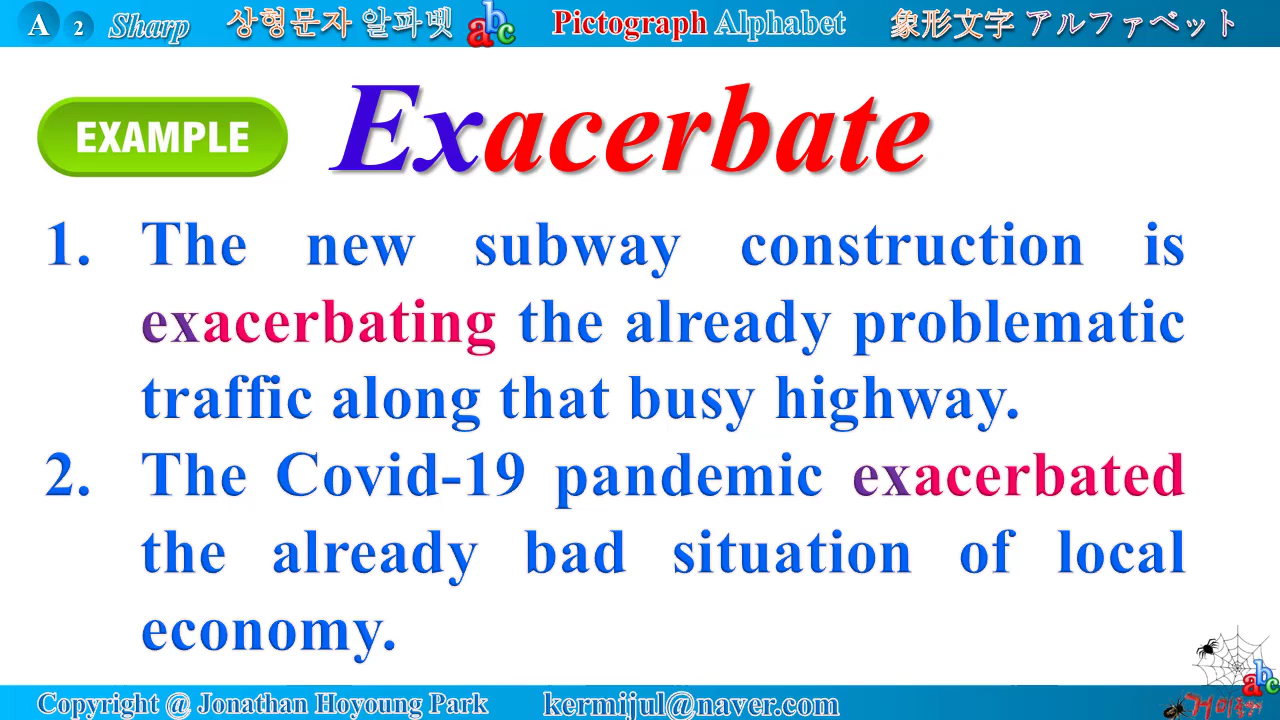 A 2 Sharp 상형문자 알파벳 abc Pictograph Alphabet 象形文字 アルファベット
EXAMPLE Exacerbate
1. The new subway construction is
exacerbating the already problematic
traffic along that busy highway.
2. The Covid-19 pandemic exacerbated
the already bad situation of local
economy.
abc
Copyright @ Jonathan Hoyoung Park kermijul@naver.com